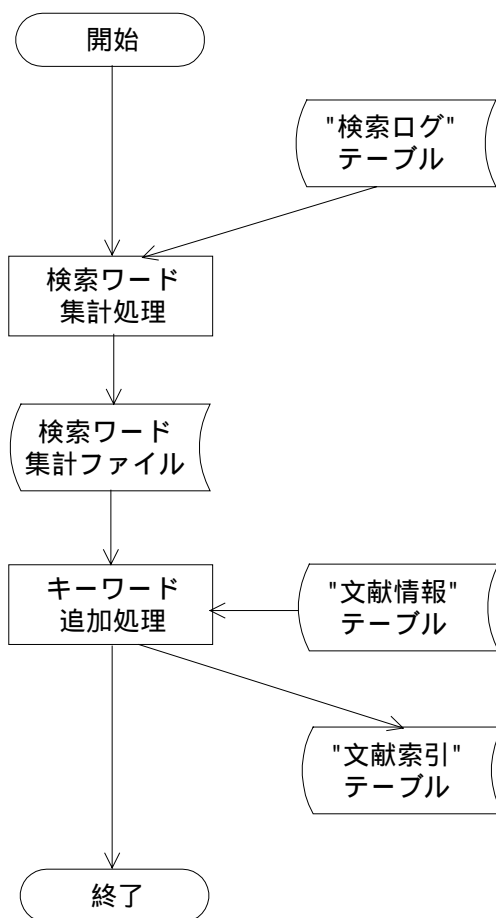 開始
"検索ログ"
テーブル
検索ワード
集計処理
検索ワード
集計ファイル
キーワード
追加処理
"文献情報"
テーブル
"文献索引"
テーブル
終了